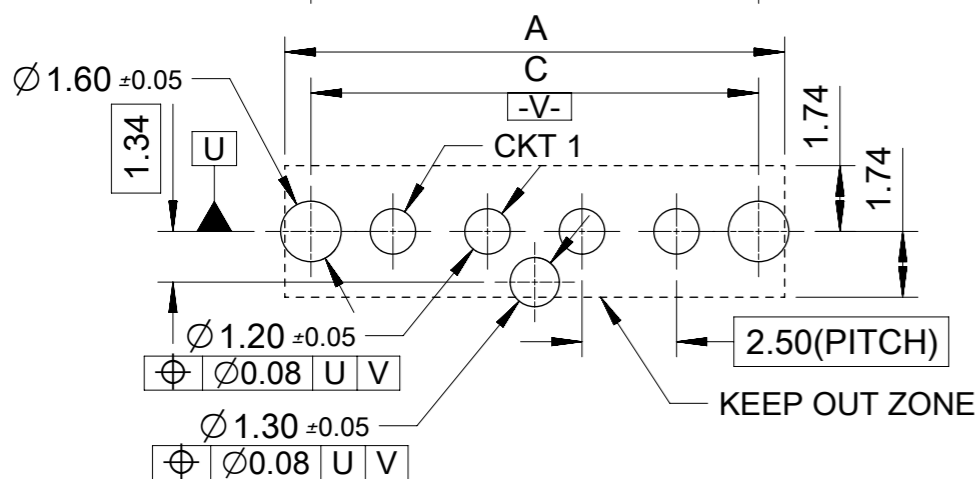 A
⌀1.60 ±0.05
C
-V-
1.34
U
CKT 1
1.74
1.74
⌀1.20 ±0.05
⌖ ⌀0.08 U V
2.50(PITCH)
KEEP OUT ZONE
⌀1.30 ±0.05
⌖ ⌀0.08 U V